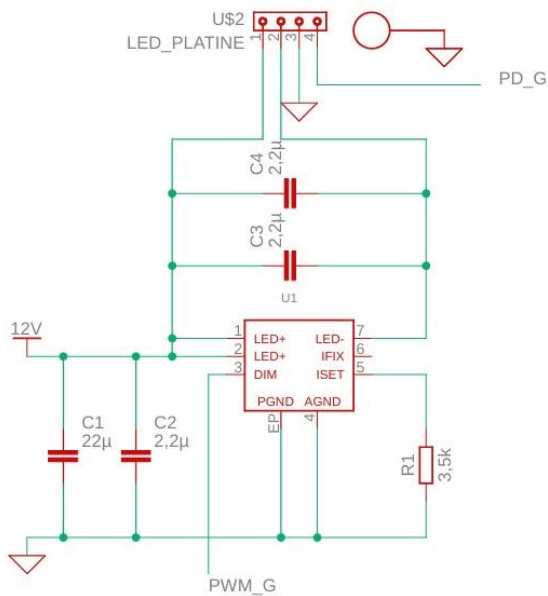 U$2
LED_PLATINE
1
2
3
4
PD_G
C4
2,2µ
C3
2,2µ
U1
12V
1
LED+
LED-
7
2
LED+
IFIX
6
3
DIM
ISET
5
PGND
AGND
EP
4
C1
22µ
C2
2,2µ
R1
3,5k
PWM_G